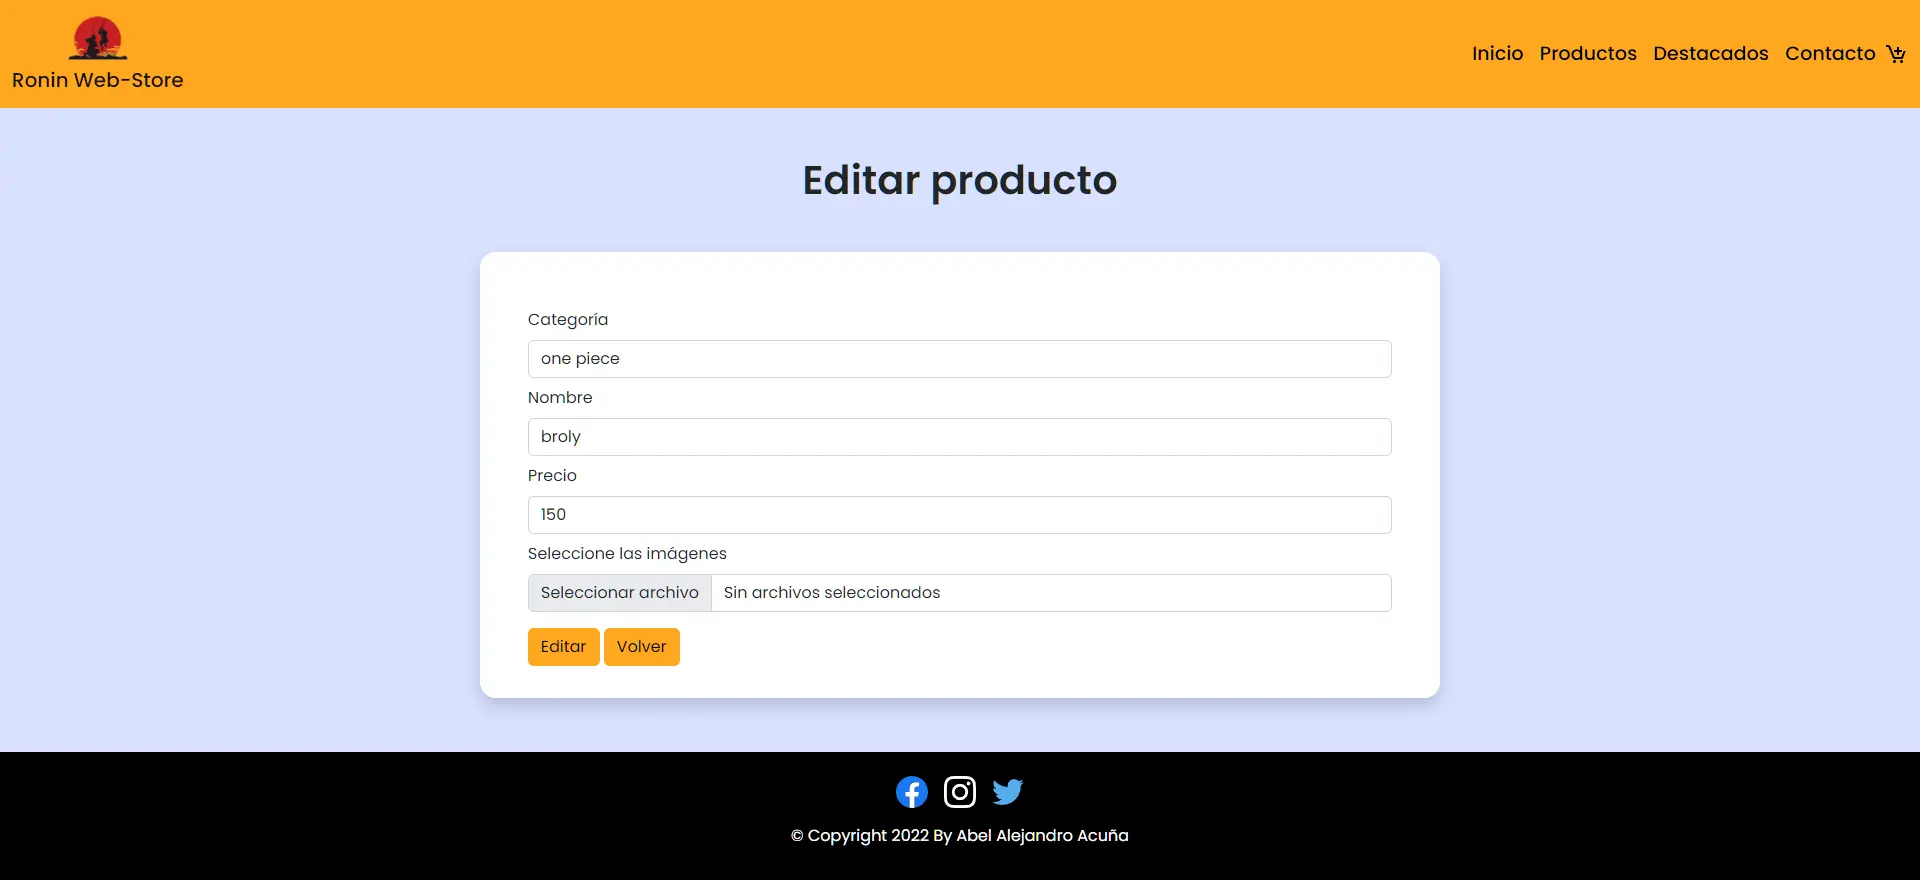 Ronin Web-Store
Inicio Productos Destacados Contacto
Editar producto
Categoría
one piece
Nombre
broly
Precio
150
Seleccione las imágenes
Seleccionar archivo Sin archivos seleccionados
Editar Volver
© Copyright 2022 By Abel Alejandro Acuña